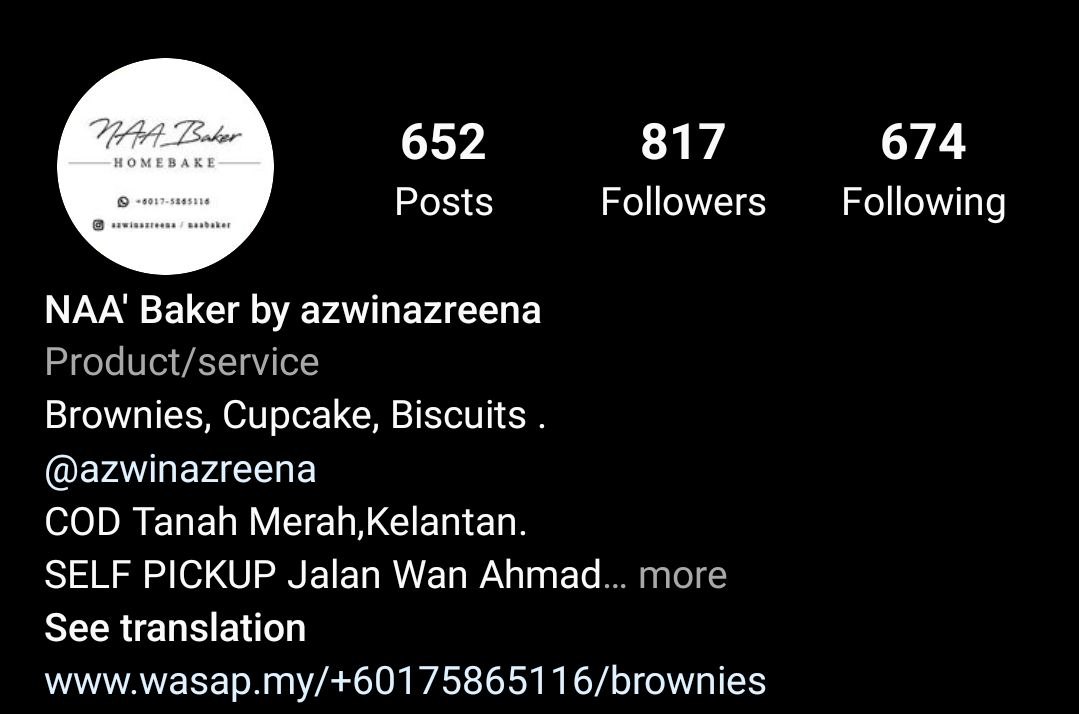 NAA Baker
HOMEBAKE
+6017-5865116
azwinazreena / naabaker
652
Posts
817
Followers
674
Following
NAA' Baker by azwinazreena
Product/service
Brownies, Cupcake, Biscuits .
@azwinazreena
COD Tanah Merah,Kelantan.
SELF PICKUP Jalan Wan Ahmad... more
See translation
www.wasap.my/+60175865116/brownies